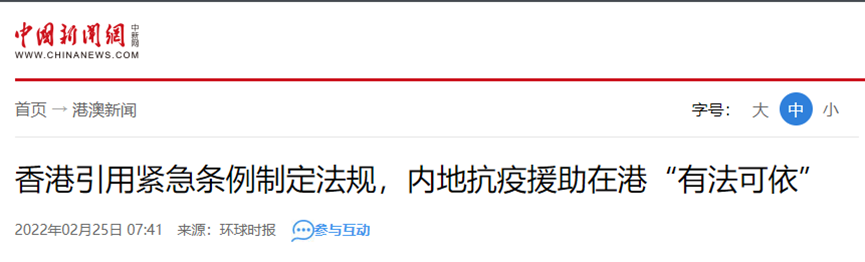 中国新闻網 中新网
WWW.CHINANEWS.COM
首页 → 港澳新闻 字号： 大 中 小
香港引用紧急条例制定法规，内地抗疫援助在港“有法可依”
2022年02月25日 07:41 来源：环球时报 参与互动